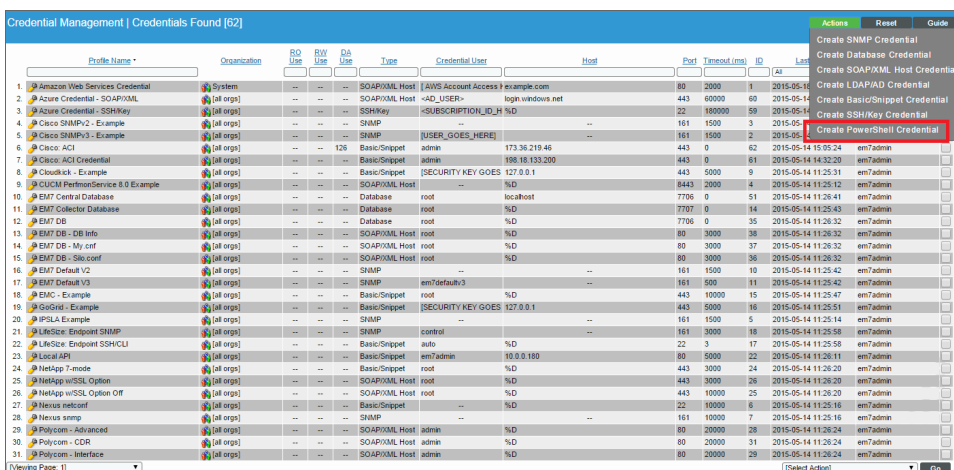 Credential Management | Credentials Found [62]
Actions Reset Guide
Create SNMP Credential
Create Database Credential
Create SOAP/XML Host Credentia
Create LDAP/AD Credential
Create Basic/Snippet Credential
Create SSH/Key Credential
Create PowerShell Credential
Profile Name Organization RO Use RW Use DA Use Type Credential User Host Port Timeout (ms) ID Last
All
1. Amazon Web Services Credential System -- -- -- SOAP/XML Host [ AWS Account Access K example.com 80 2000 1 2015-05-18
2. Azure Credential - SOAP/XML [all orgs] -- -- -- SOAP/XML Host <AD_USER> login.windows.net 443 60000 60 2015-05-14
3. Azure Credential - SSH/Key [all orgs] -- -- -- SSH/Key <SUBSCRIPTION_ID_H %D 22 180000 59 2015-05-14
4. Cisco SNMPv2 - Example [all orgs] -- -- -- SNMP -- -- 161 1500 3 2015-05-14
5. Cisco SNMPv3 - Example [all orgs] -- -- -- SNMP [USER_GOES_HERE] -- 161 1500 2 2015-05-14
6. Cisco: ACI [all orgs] -- -- 126 Basic/Snippet admin 173.36.219.46 443 0 62 2015-05-14 15:05:24 em7admin
7. Cisco: ACI Credential [all orgs] -- -- -- Basic/Snippet admin 198.18.133.200 443 0 61 2015-05-14 14:32:20 em7admin
8. Cloudkick - Example [all orgs] -- -- -- Basic/Snippet [SECURITY KEY GOES 127.0.0.1 443 5000 9 2015-05-14 11:25:31 em7admin
9. CUCM PerfmonService 8.0 Example [all orgs] -- -- -- SOAP/XML Host -- %D 8443 2000 4 2015-05-14 11:25:12 em7admin
10. EM7 Central Database [all orgs] -- -- -- Database root localhost 7706 0 51 2015-05-14 11:26:41 em7admin
11. EM7 Collector Database [all orgs] -- -- -- Database root %D 7707 0 14 2015-05-14 11:25:43 em7admin
12. EM7 DB [all orgs] -- -- -- Database root %D 7706 0 35 2015-05-14 11:26:32 em7admin
13. EM7 DB - DB Info [all orgs] -- -- -- SOAP/XML Host root %D 80 3000 38 2015-05-14 11:26:32 em7admin
14. EM7 DB - My.cnf [all orgs] -- -- -- SOAP/XML Host root %D 80 3000 37 2015-05-14 11:26:32 em7admin
15. EM7 DB - Silo.conf [all orgs] -- -- -- SOAP/XML Host root %D 80 3000 36 2015-05-14 11:26:32 em7admin
16. EM7 Default V2 [all orgs] -- -- -- SNMP -- -- 161 1500 10 2015-05-14 11:25:42 em7admin
17. EM7 Default V3 [all orgs] -- -- -- SNMP em7defaultv3 -- 161 500 11 2015-05-14 11:25:42 em7admin
18. EMC - Example [all orgs] -- -- -- Basic/Snippet root %D 443 10000 15 2015-05-14 11:25:47 em7admin
19. GoGrid - Example [all orgs] -- -- -- Basic/Snippet [SECURITY KEY GOES 127.0.0.1 443 5000 16 2015-05-14 11:25:51 em7admin
20. IPSLA Example [all orgs] -- -- -- SNMP -- -- 161 1500 5 2015-05-14 11:25:14 em7admin
21. LifeSize: Endpoint SNMP [all orgs] -- -- -- SNMP control -- 161 3000 18 2015-05-14 11:25:58 em7admin
22. LifeSize: Endpoint SSH/CLI [all orgs] -- -- -- Basic/Snippet auto %D 22 3 17 2015-05-14 11:25:58 em7admin
23. Local API [all orgs] -- -- -- Basic/Snippet em7admin 10.0.0.180 80 5000 22 2015-05-14 11:26:11 em7admin
24. NetApp 7-mode [all orgs] -- -- -- Basic/Snippet root %D 443 3000 24 2015-05-14 11:26:20 em7admin
25. NetApp w/SSL Option [all orgs] -- -- -- SOAP/XML Host root %D 443 3000 26 2015-05-14 11:26:20 em7admin
26. NetApp w/SSL Option Off [all orgs] -- -- -- SOAP/XML Host root %D 443 10000 25 2015-05-14 11:26:20 em7admin
27. Nexus netconf [all orgs] -- -- -- Basic/Snippet -- %D 22 10000 6 2015-05-14 11:25:16 em7admin
28. Nexus snmp [all orgs] -- -- -- SNMP -- -- 161 10000 7 2015-05-14 11:25:16 em7admin
29. Polycom - Advanced [all orgs] -- -- -- SOAP/XML Host admin %D 80 20000 28 2015-05-14 11:26:24 em7admin
30. Polycom - CDR [all orgs] -- -- -- SOAP/XML Host admin %D 80 20000 31 2015-05-14 11:26:24 em7admin
31. Polycom - Interface [all orgs] -- -- -- SOAP/XML Host admin %D 80 20000 29 2015-05-14 11:26:24 em7admin
[Viewing Page: 1] [Select Action] Go